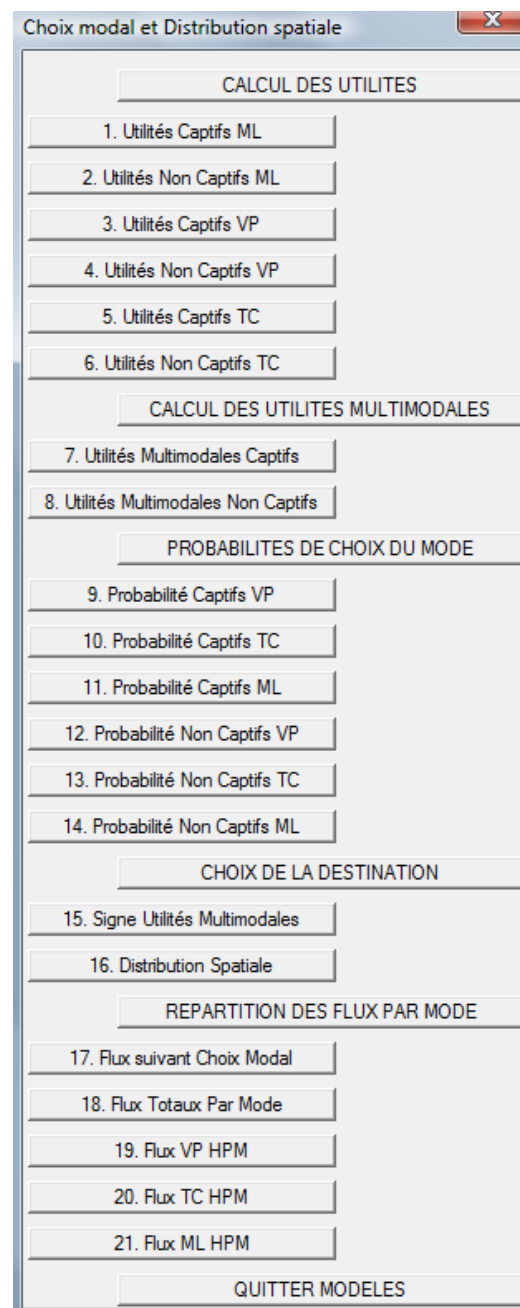 Choix modal et Distribution spatiale
CALCUL DES UTILITES
1. Utilités Captifs ML
2. Utilités Non Captifs ML
3. Utilités Captifs VP
4. Utilités Non Captifs VP
5. Utilités Captifs TC
6. Utilités Non Captifs TC
CALCUL DES UTILITES MULTIMODALES
7. Utilités Multimodales Captifs
8. Utilités Multimodales Non Captifs
PROBABILITES DE CHOIX DU MODE
9. Probabilité Captifs VP
10. Probabilité Captifs TC
11. Probabilité Captifs ML
12. Probabilité Non Captifs VP
13. Probabilité Non Captifs TC
14. Probabilité Non Captifs ML
CHOIX DE LA DESTINATION
15. Signe Utilités Multimodales
16. Distribution Spatiale
REPARTITION DES FLUX PAR MODE
17. Flux suivant Choix Modal
18. Flux Totaux Par Mode
19. Flux VP HPM
20. Flux TC HPM
21. Flux ML HPM
QUITTER MODELES